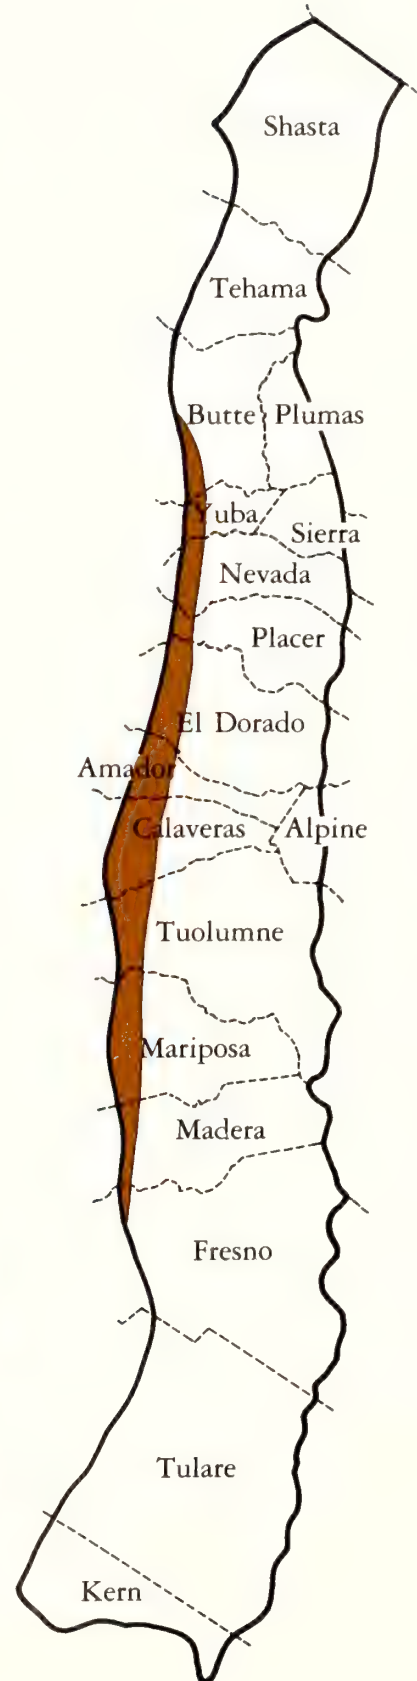 Shasta
Tehama
Butte Plumas
Yuba
Sierra
Nevada
Placer
El Dorado
Amador
Calaveras Alpine
Tuolumne
Mariposa
Madera
Fresno
Tulare
Kern